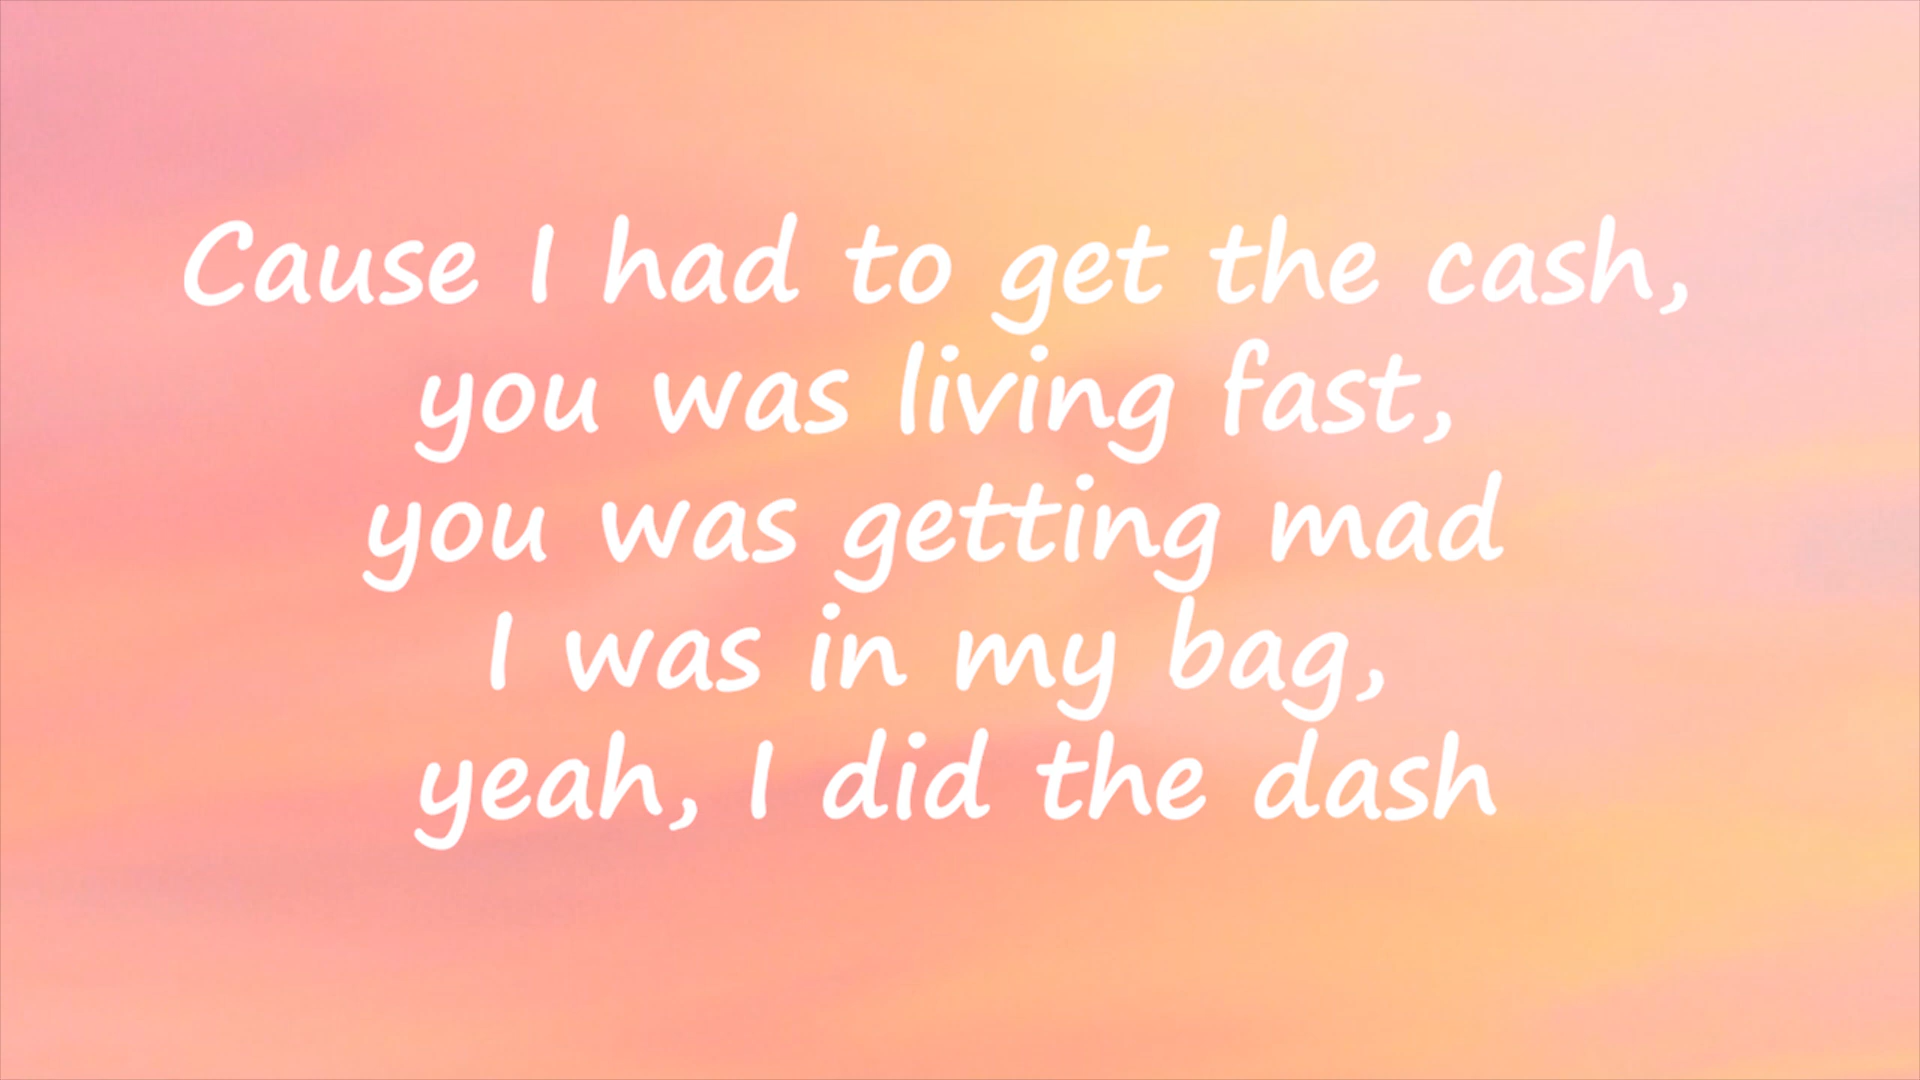 Cause I had to get the cash,
you was living fast,
you was getting mad
I was in my bag,
yeah, I did the dash